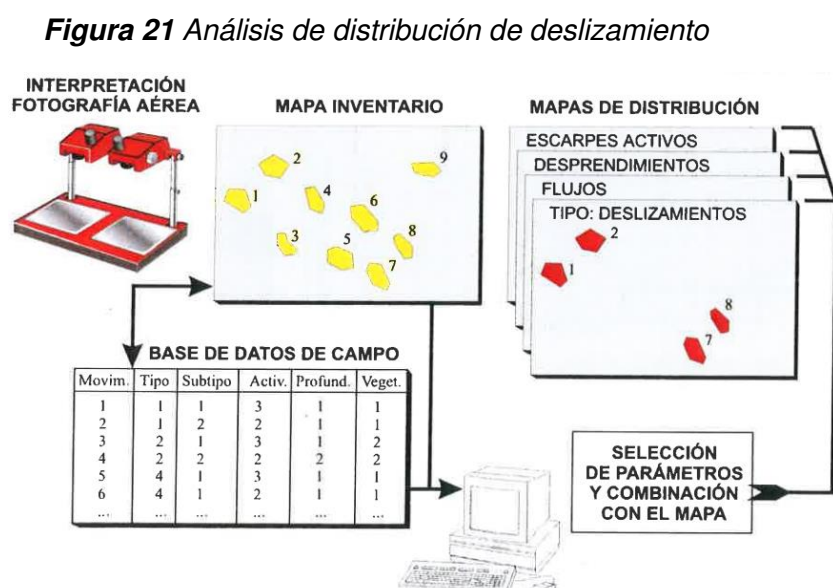 Figura 21 Análisis de distribución de deslizamiento
INTERPRETACIÓN
FOTOGRAFÍA AÉREA
MAPA INVENTARIO
1
2
3
4
5
6
7
8
9
MAPAS DE DISTRIBUCIÓN
ESCARPES ACTIVOS
DESPRENDIMIENTOS
FLUJOS
TIPO: DESLIZAMIENTOS
1
2
7
8
BASE DE DATOS DE CAMPO
Movim. Tipo Subtipo Activ. Profund. Veget.
1 1 1 3 1 1
2 1 2 2 1 1
3 2 1 3 1 2
4 2 2 2 2 2
5 4 1 3 1 1
6 4 1 2 1 1
... ... ... ... ... ...
SELECCIÓN
DE PARÁMETROS
Y COMBINACIÓN
CON EL MAPA